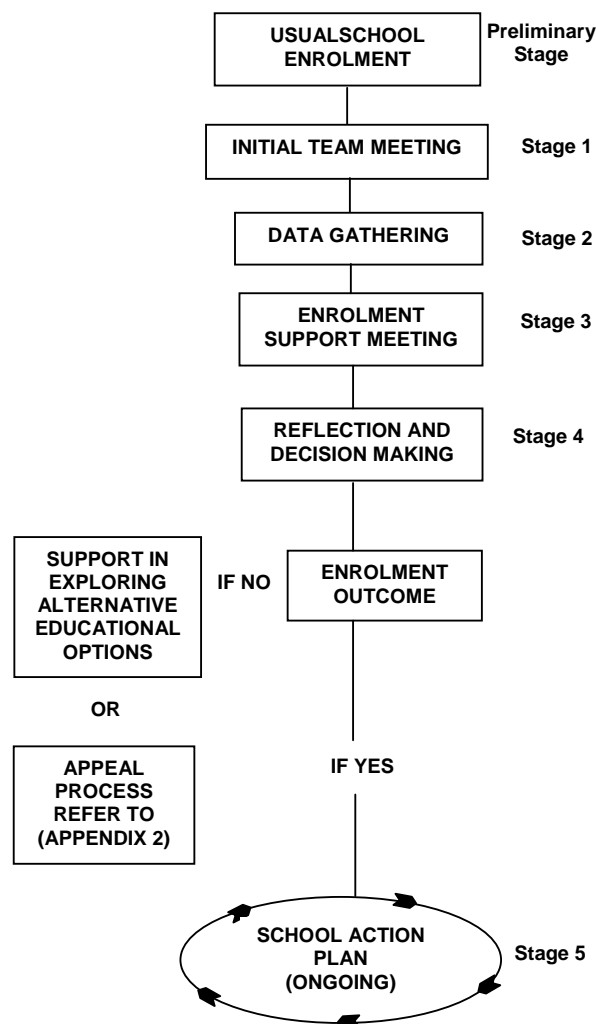 USUALSCHOOL
ENROLMENT
Preliminary
Stage
INITIAL TEAM MEETING
Stage 1
DATA GATHERING
Stage 2
ENROLMENT
SUPPORT MEETING
Stage 3
REFLECTION AND
DECISION MAKING
Stage 4
SUPPORT IN
EXPLORING
ALTERNATIVE
EDUCATIONAL
OPTIONS
IF NO
ENROLMENT
OUTCOME
OR
APPEAL
PROCESS
REFER TO
(APPENDIX 2)
IF YES
SCHOOL ACTION
PLAN
(ONGOING)
Stage 5